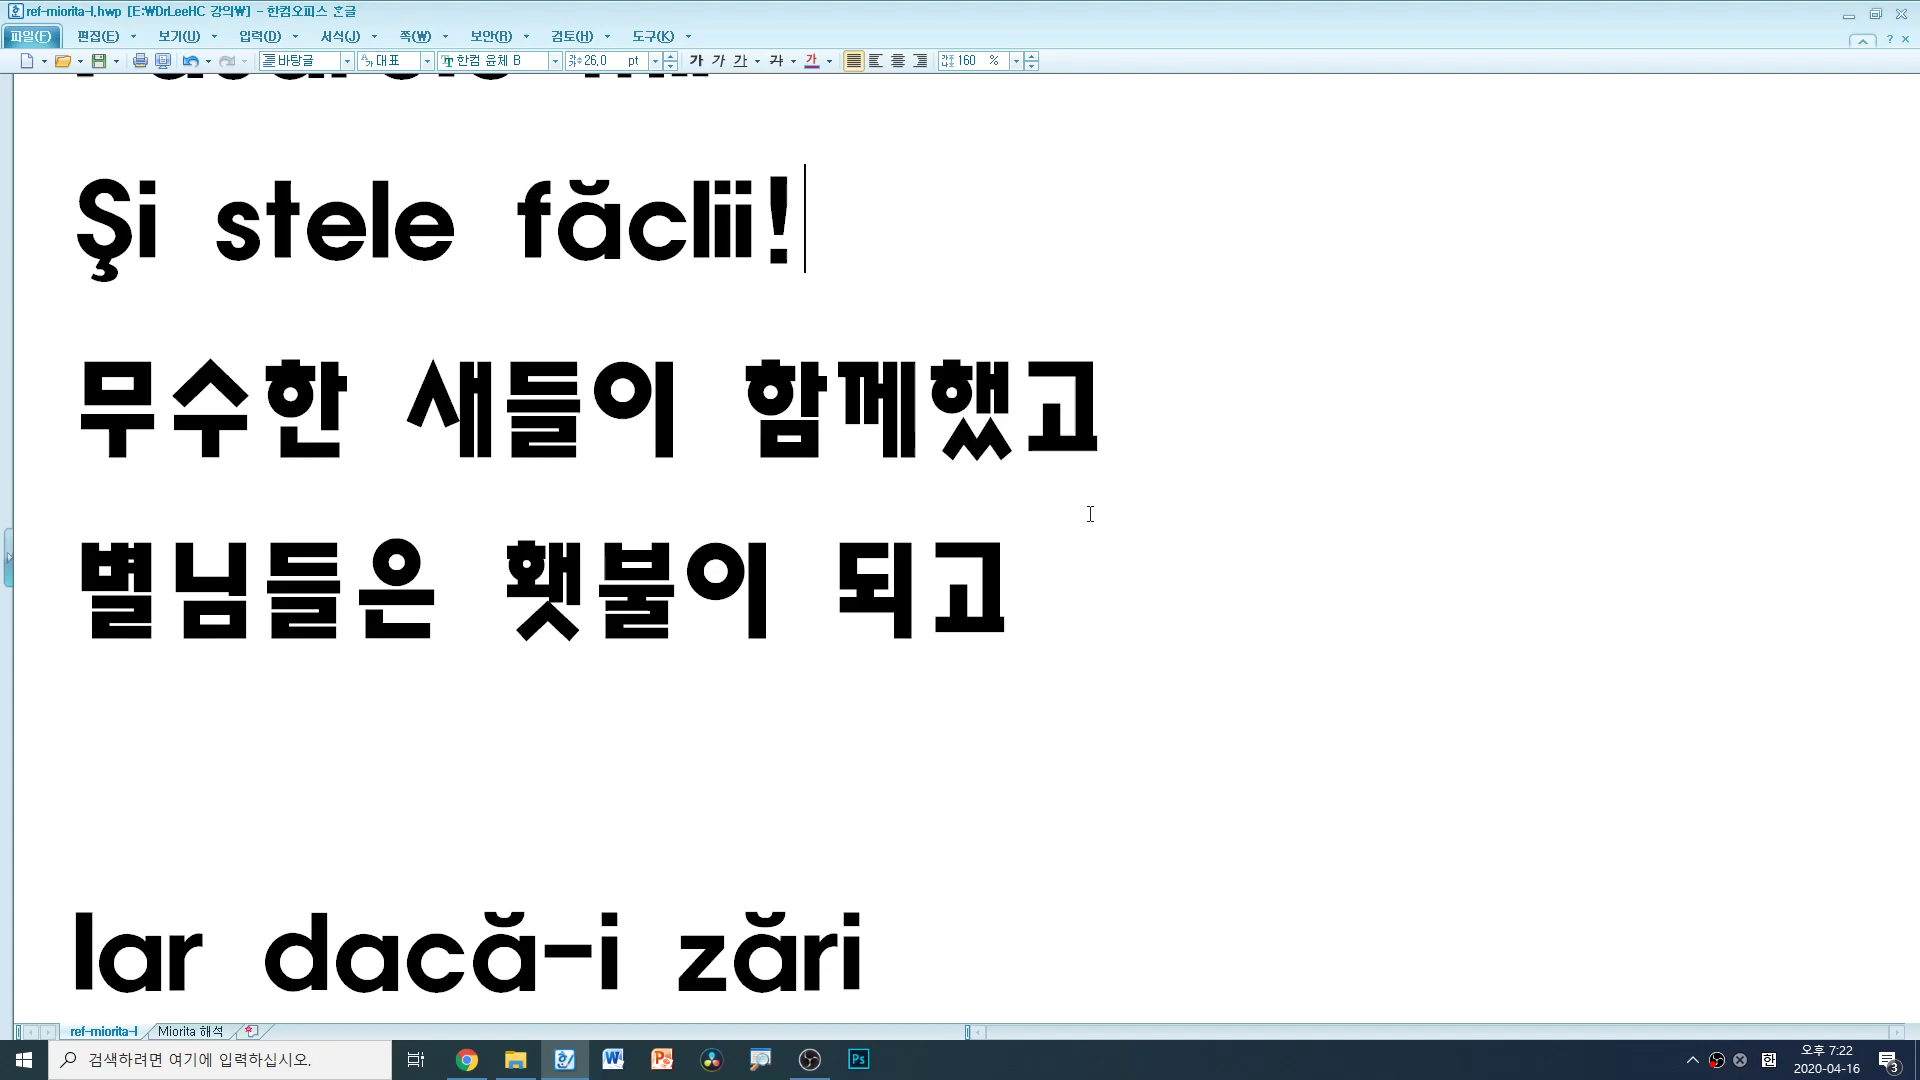 ref-miorita-l.hwp [E:₩DrLeeHC 강의₩] - 한컴오피스 흔글
파일(F) 편집(E) 보기(U) 입력(D) 서식(J) 쪽(W) 보안(R) 검토(H) 도구(K)
바탕글 대표 한컴 윤체 B 26.0 pt 가 가 가 가 가 160 %
Şi stele făclii!
무수한 새들이 함께했고
별님들은 횃불이 되고
Iar dacă-i zări
ref-miorita-l Miorita 해석
검색하려면 여기에 입력하십시오.
한
오후 7:22
2020-04-16
3